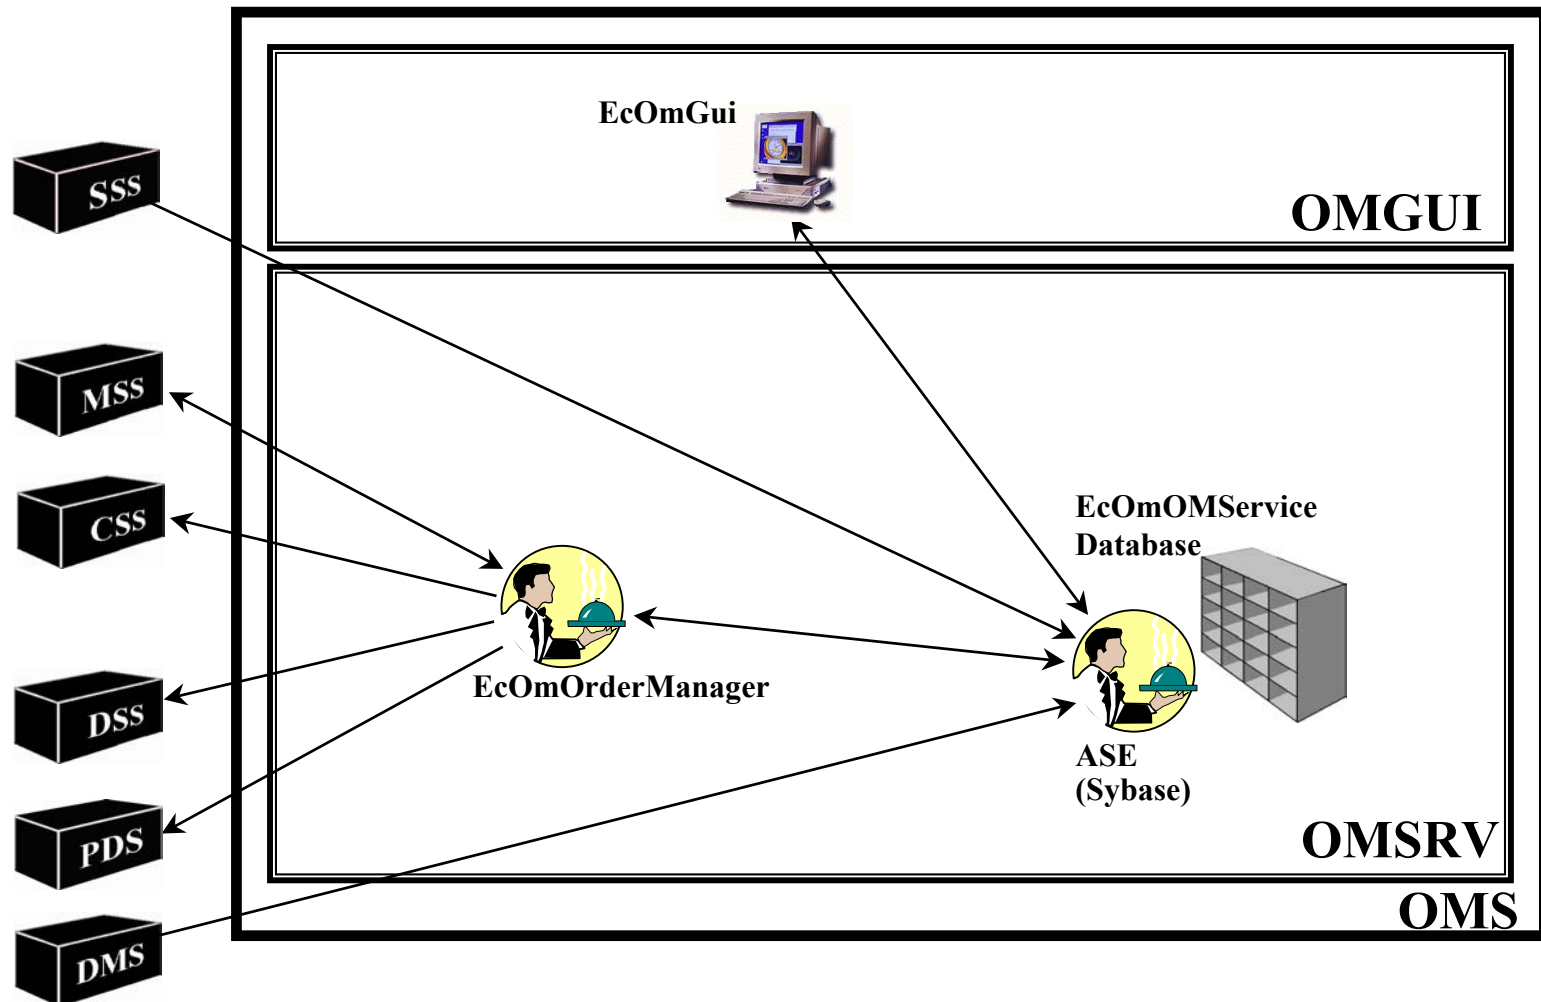 EcOmGui
SSS
OMGUI
MSS
CSS
EcOmOMService
Database
EcOmOrderManager
DSS
ASE
(Sybase)
PDS
OMSRV
OMS
DMS